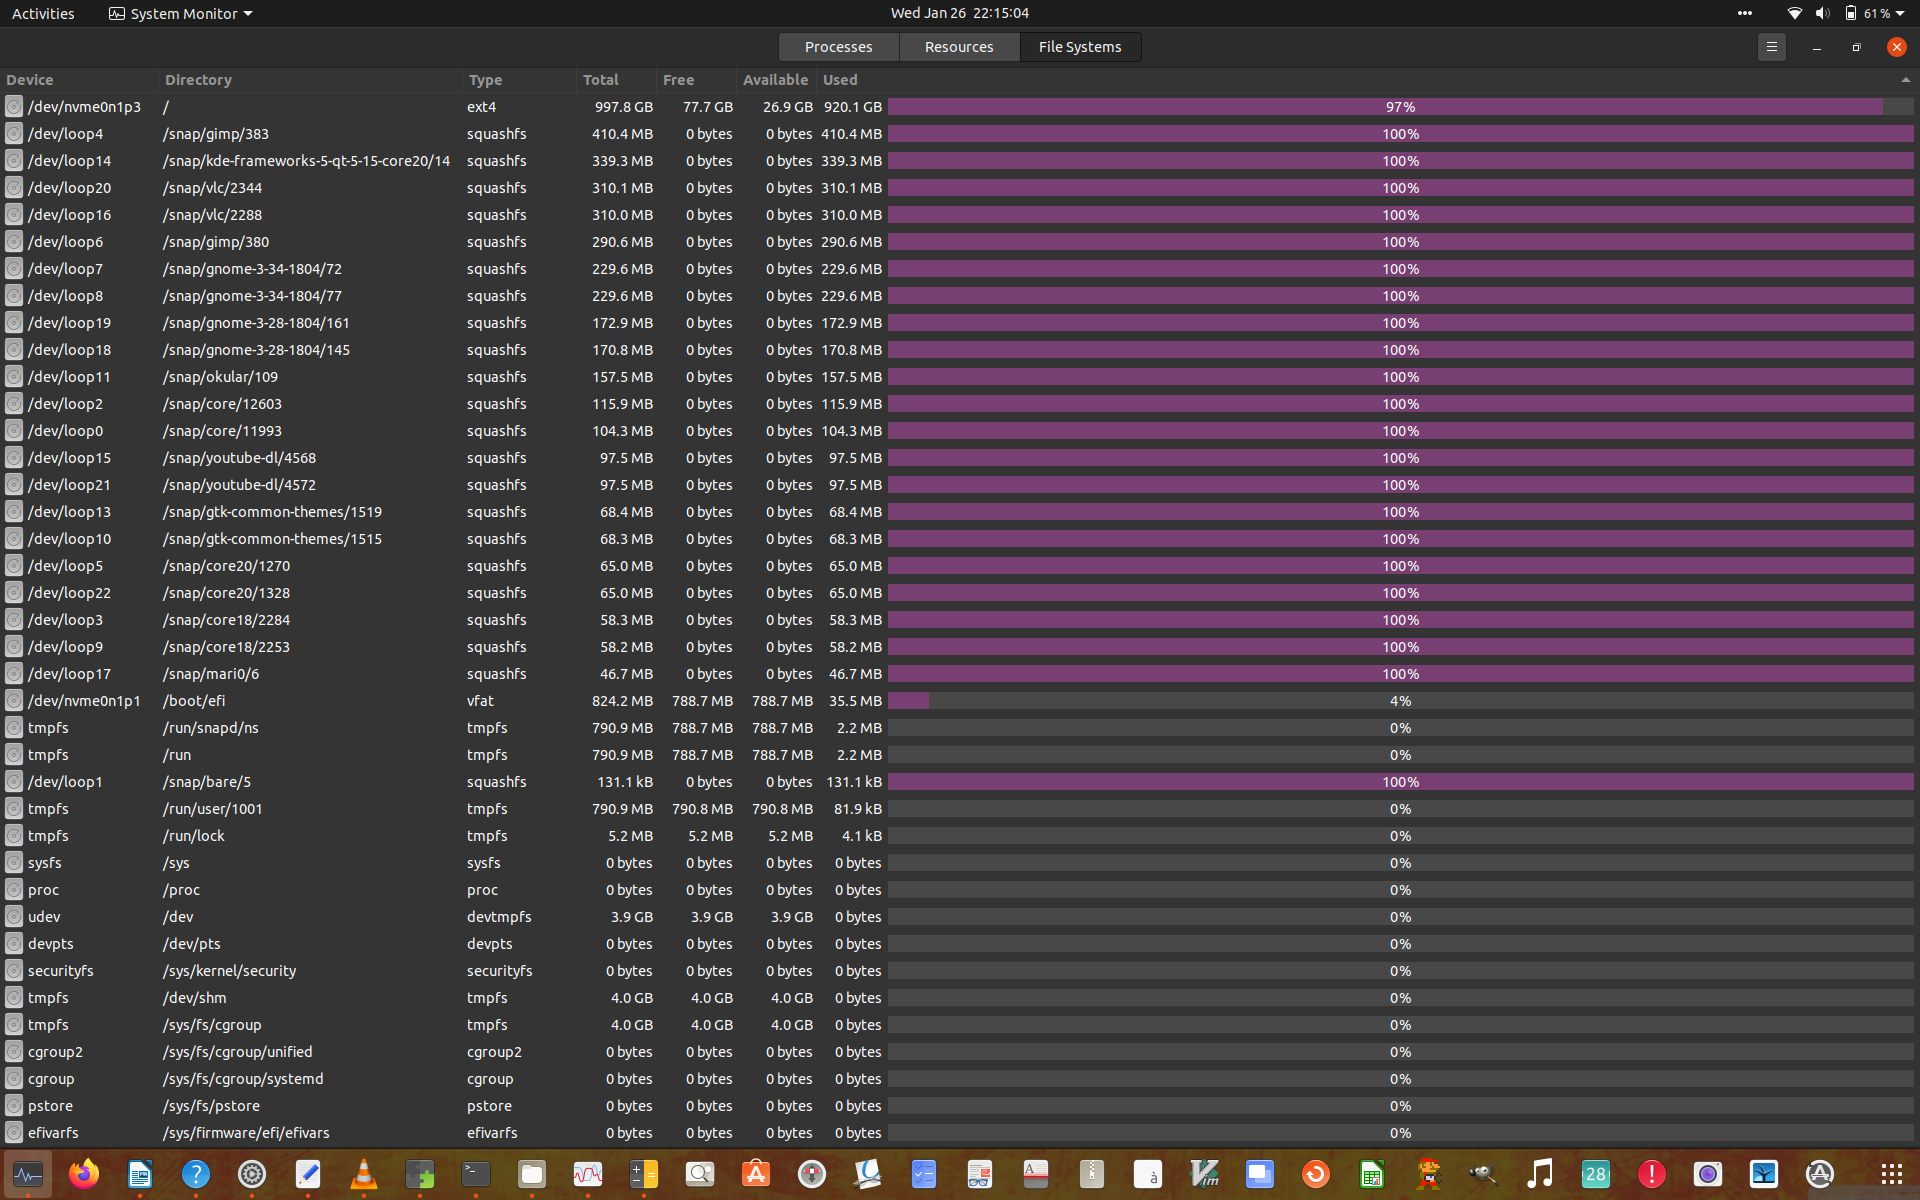 Activities System Monitor Wed Jan 26 22:15:04 61%
Processes Resources File Systems
Device Directory Type Total Free Available Used
/dev/nvme0n1p3 / ext4 997.8 GB 77.7 GB 26.9 GB 920.1 GB 97%
/dev/loop4 /snap/gimp/383 squashfs 410.4 MB 0 bytes 0 bytes 410.4 MB 100%
/dev/loop14 /snap/kde-frameworks-5-qt-5-15-core20/14 squashfs 339.3 MB 0 bytes 0 bytes 339.3 MB 100%
/dev/loop20 /snap/vlc/2344 squashfs 310.1 MB 0 bytes 0 bytes 310.1 MB 100%
/dev/loop16 /snap/vlc/2288 squashfs 310.0 MB 0 bytes 0 bytes 310.0 MB 100%
/dev/loop6 /snap/gimp/380 squashfs 290.6 MB 0 bytes 0 bytes 290.6 MB 100%
/dev/loop7 /snap/gnome-3-34-1804/72 squashfs 229.6 MB 0 bytes 0 bytes 229.6 MB 100%
/dev/loop8 /snap/gnome-3-34-1804/77 squashfs 229.6 MB 0 bytes 0 bytes 229.6 MB 100%
/dev/loop19 /snap/gnome-3-28-1804/161 squashfs 172.9 MB 0 bytes 0 bytes 172.9 MB 100%
/dev/loop18 /snap/gnome-3-28-1804/145 squashfs 170.8 MB 0 bytes 0 bytes 170.8 MB 100%
/dev/loop11 /snap/okular/109 squashfs 157.5 MB 0 bytes 0 bytes 157.5 MB 100%
/dev/loop2 /snap/core/12603 squashfs 115.9 MB 0 bytes 0 bytes 115.9 MB 100%
/dev/loop0 /snap/core/11993 squashfs 104.3 MB 0 bytes 0 bytes 104.3 MB 100%
/dev/loop15 /snap/youtube-dl/4568 squashfs 97.5 MB 0 bytes 0 bytes 97.5 MB 100%
/dev/loop21 /snap/youtube-dl/4572 squashfs 97.5 MB 0 bytes 0 bytes 97.5 MB 100%
/dev/loop13 /snap/gtk-common-themes/1519 squashfs 68.4 MB 0 bytes 0 bytes 68.4 MB 100%
/dev/loop10 /snap/gtk-common-themes/1515 squashfs 68.3 MB 0 bytes 0 bytes 68.3 MB 100%
/dev/loop5 /snap/core20/1270 squashfs 65.0 MB 0 bytes 0 bytes 65.0 MB 100%
/dev/loop22 /snap/core20/1328 squashfs 65.0 MB 0 bytes 0 bytes 65.0 MB 100%
/dev/loop3 /snap/core18/2284 squashfs 58.3 MB 0 bytes 0 bytes 58.3 MB 100%
/dev/loop9 /snap/core18/2253 squashfs 58.2 MB 0 bytes 0 bytes 58.2 MB 100%
/dev/loop17 /snap/mari0/6 squashfs 46.7 MB 0 bytes 0 bytes 46.7 MB 100%
/dev/nvme0n1p1 /boot/efi vfat 824.2 MB 788.7 MB 788.7 MB 35.5 MB 4%
tmpfs /run/snapd/ns tmpfs 790.9 MB 788.7 MB 788.7 MB 2.2 MB 0%
tmpfs /run tmpfs 790.9 MB 788.7 MB 788.7 MB 2.2 MB 0%
/dev/loop1 /snap/bare/5 squashfs 131.1 kB 0 bytes 0 bytes 131.1 kB 100%
tmpfs /run/user/1001 tmpfs 790.9 MB 790.8 MB 790.8 MB 81.9 kB 0%
tmpfs /run/lock tmpfs 5.2 MB 5.2 MB 5.2 MB 4.1 kB 0%
sysfs /sys sysfs 0 bytes 0 bytes 0 bytes 0 bytes 0%
proc /proc proc 0 bytes 0 bytes 0 bytes 0 bytes 0%
udev /dev devtmpfs 3.9 GB 3.9 GB 3.9 GB 0 bytes 0%
devpts /dev/pts devpts 0 bytes 0 bytes 0 bytes 0 bytes 0%
securityfs /sys/kernel/security securityfs 0 bytes 0 bytes 0 bytes 0 bytes 0%
tmpfs /dev/shm tmpfs 4.0 GB 4.0 GB 4.0 GB 0 bytes 0%
tmpfs /sys/fs/cgroup tmpfs 4.0 GB 4.0 GB 4.0 GB 0 bytes 0%
cgroup2 /sys/fs/cgroup/unified cgroup2 0 bytes 0 bytes 0 bytes 0 bytes 0%
cgroup /sys/fs/cgroup/systemd cgroup 0 bytes 0 bytes 0 bytes 0 bytes 0%
pstore /sys/fs/pstore pstore 0 bytes 0 bytes 0 bytes 0 bytes 0%
efivarfs /sys/firmware/efi/efivars efivarfs 0 bytes 0 bytes 0 bytes 0 bytes 0%
? >_ A A à Vim 28 !